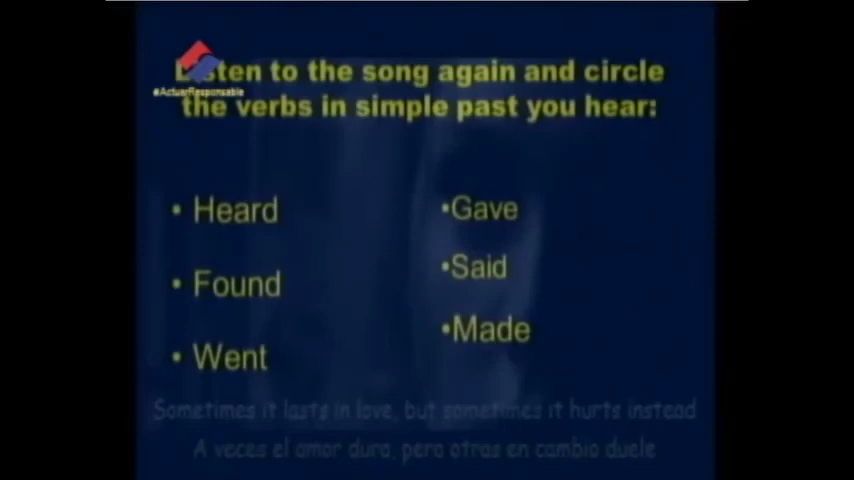 Listen to the song again and circle
#ActuarResponsable
the verbs in simple past you hear:
• Heard
• Found
• Went
•Gave
•Said
•Made
Sometimes it lasts in love, but sometimes it hurts instead
A veces el amor dura, pero otras en cambio duele